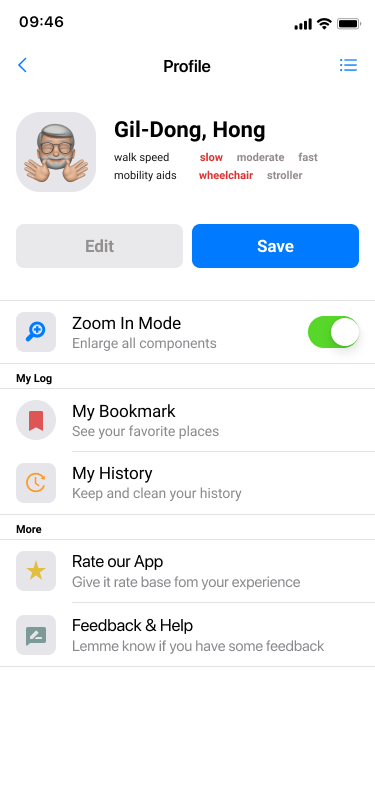 09:46
Profile
Gil-Dong, Hong
walk speed slow moderate fast
mobility aids wheelchair stroller
Edit Save
Zoom In Mode
Enlarge all components
My Log
My Bookmark
See your favorite places
My History
Keep and clean your history
More
Rate our App
Give it rate base fom your experience
Feedback & Help
Lemme know if you have some feedback